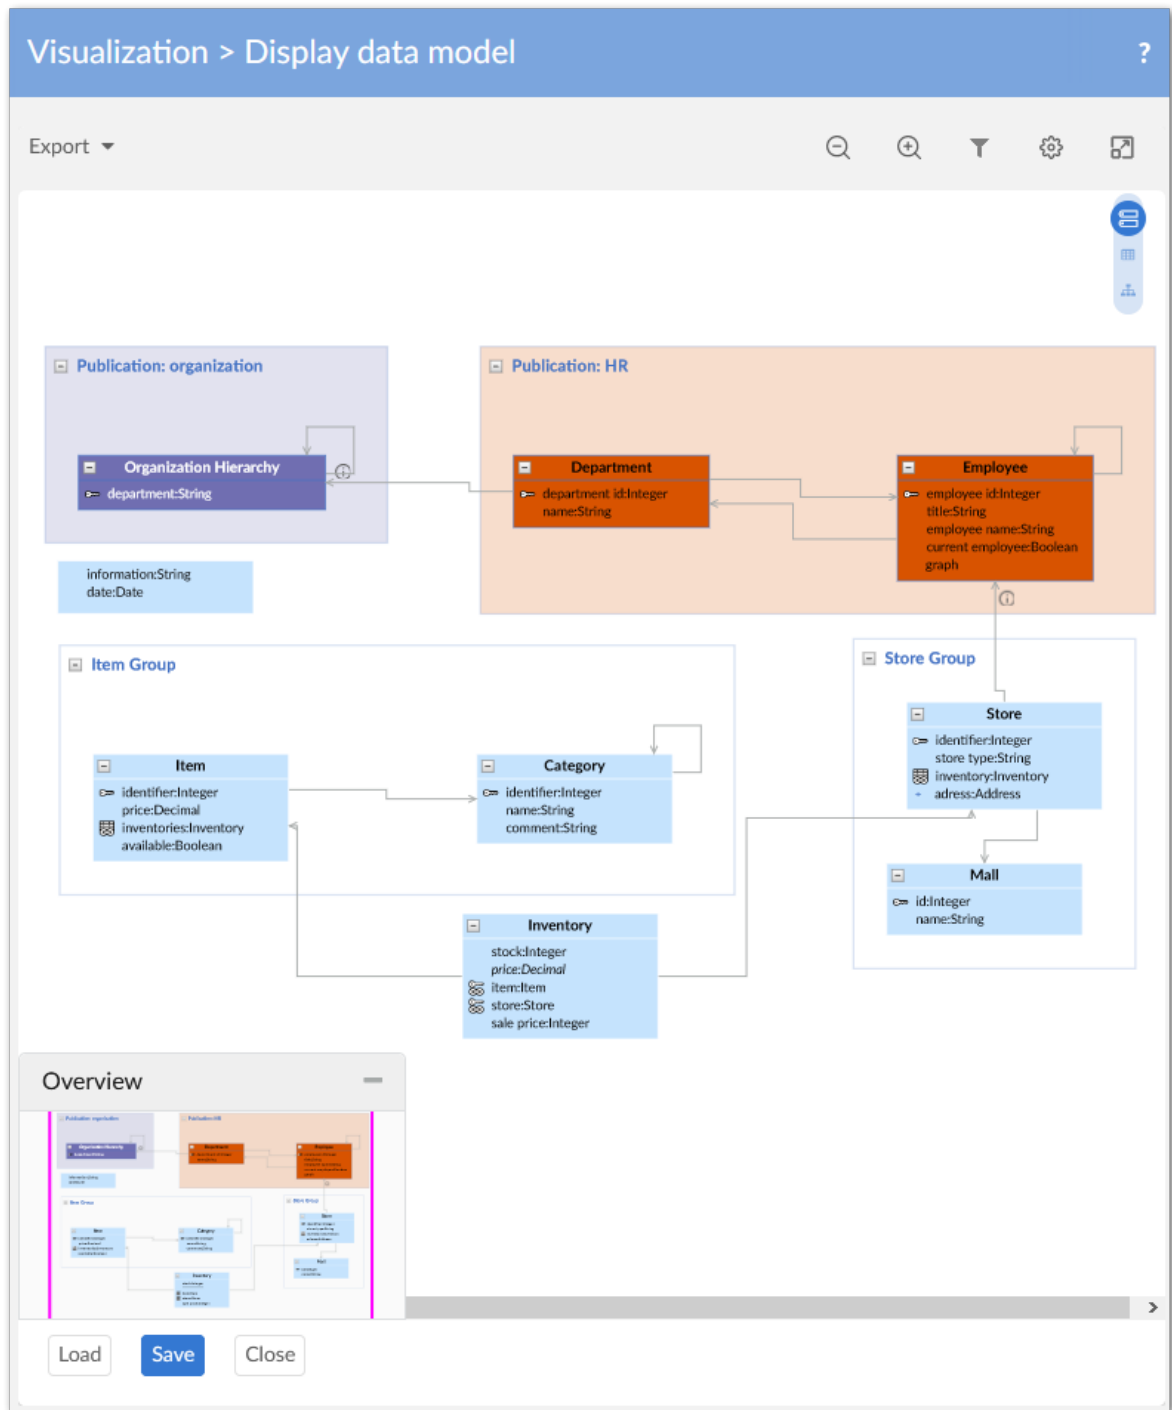 Visualization > Display data model
?
Export
Publication: organization
Organization Hierarchy
department:String
information:String
date:Date
Publication: HR
Department
department id:Integer
name:String
Employee
employee id:Integer
title:String
employee name:String
current employee:Boolean
graph
Item Group
Item
identifier:Integer
price:Decimal
inventories:Inventory
available:Boolean
Category
identifier:Integer
name:String
comment:String
Store Group
Store
identifier:Integer
store type:String
inventory:Inventory
adress:Address
Mall
id:Integer
name:String
Inventory
stock:Integer
price:Decimal
item:Item
store:Store
sale price:Integer
Overview
Load
Save
Close